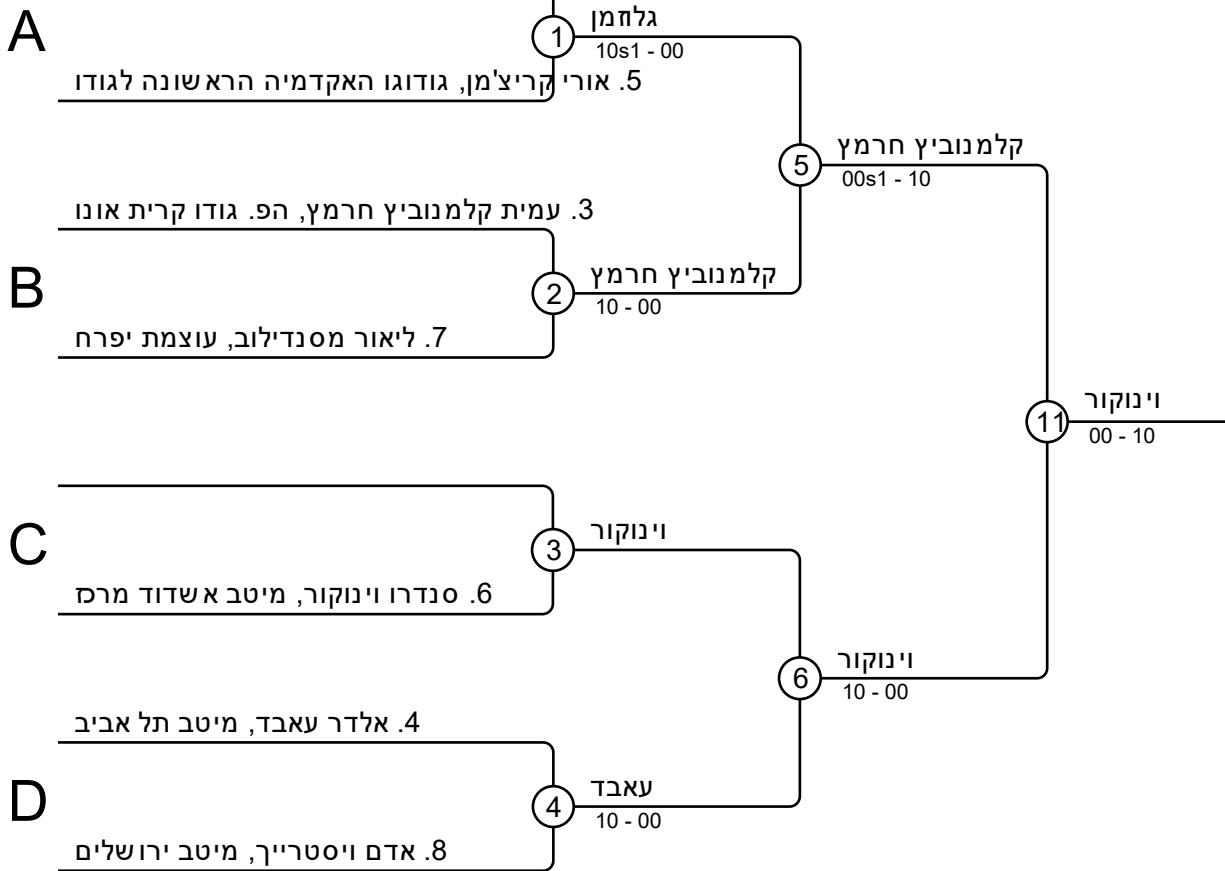 A
1
גלוזמן
10s1 - 00
5. אורי קריצ'מן, גודוגו האקדמיה הראשונה לגודו
5
קלמנוביץ חרמץ
00s1 - 10
3. עמית קלמנוביץ חרמץ, הפ. גודו קרית אונו
B
2
קלמנוביץ חרמץ
10 - 00
7. ליאור מסנדילוב, עוצמת יפרח
11
וינוקור
00 - 10
C
3
וינוקור
6. סנדרו וינוקור, מיטב אשדוד מרכז
6
וינוקור
10 - 00
4. אלדר עאבד, מיטב תל אביב
D
4
עאבד
10 - 00
8. אדם ויסטרייך, מיטב ירושלים